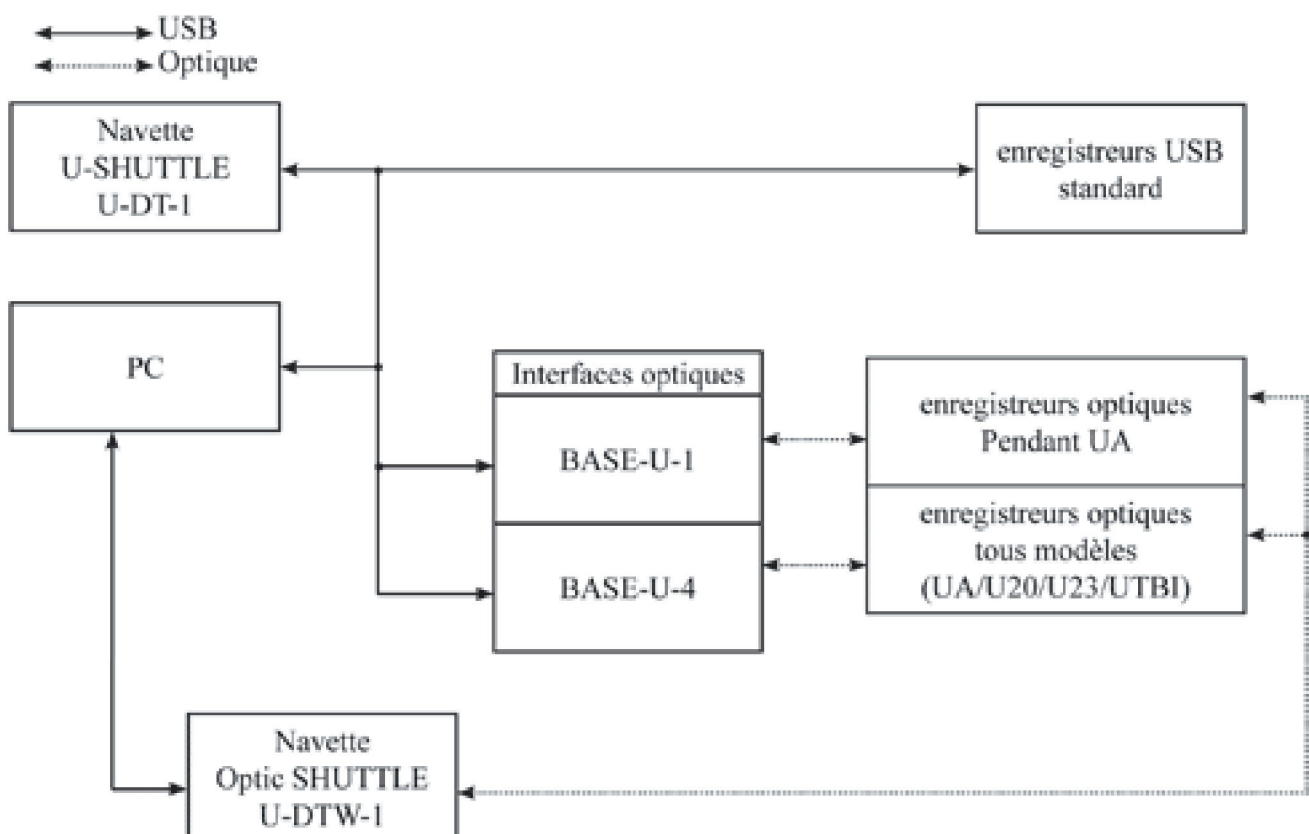 USB
Optique
Navette
U-SHUTTLE
U-DT-1
enregistreurs USB
standard
PC
Interfaces optiques
BASE-U-1
BASE-U-4
enregistreurs optiques
Pendant UA
enregistreurs optiques
tous modèles
(UA/U20/U23/UTBI)
Navette
Optic SHUTTLE
U-DTW-1